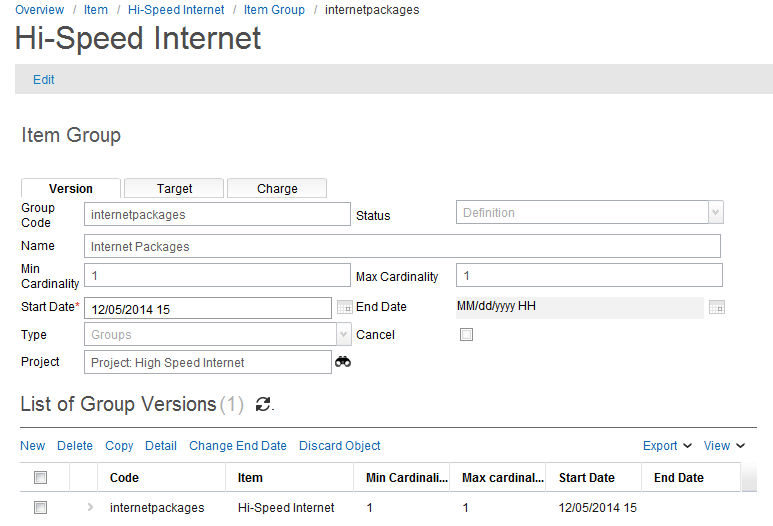 Overview / Item / Hi-Speed Internet / Item Group / internetpackages
Hi-Speed Internet
Edit
Item Group
Version Target Charge
Group Code internetpackages Status Definition
Name Internet Packages
Min Cardinality 1 Max Cardinality 1
Start Date* 12/05/2014 15 End Date MM/dd/yyyy HH
Type Groups Cancel
Project Project: High Speed Internet
List of Group Versions (1) .
New Delete Copy Detail Change End Date Discard Object Export View
Code Item Min Cardinali... Max cardinal... Start Date End Date
internetpackages Hi-Speed Internet 1 1 12/05/2014 15